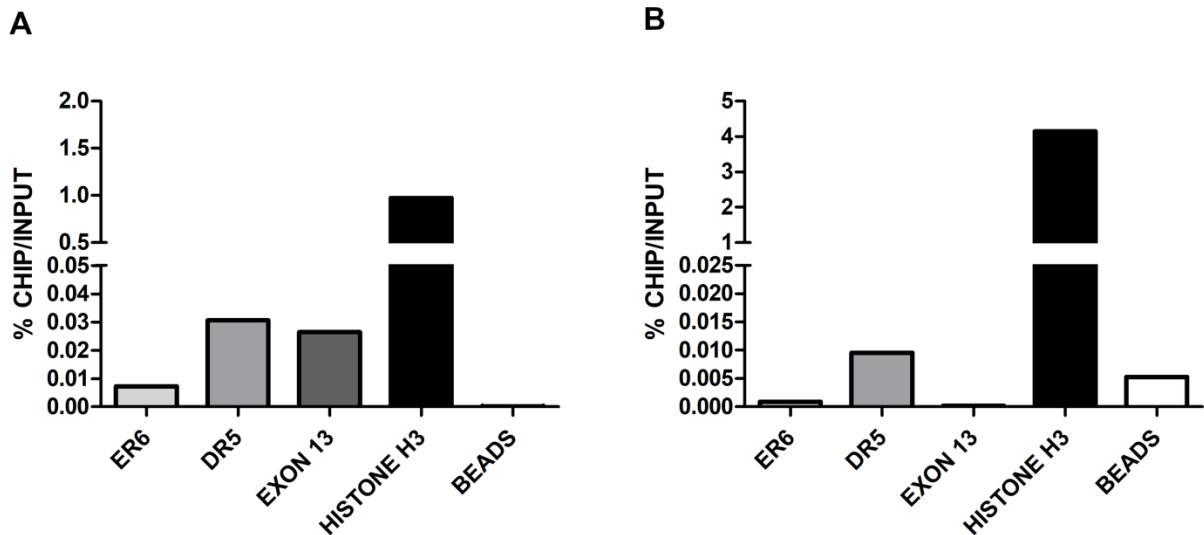 A
% CHIP/INPUT
2.0
1.5
1.0
0.5
0.05
0.04
0.03
0.02
0.01
0.00
ER6
DR5
EXON 13
HISTONE H3
BEADS
B
% CHIP/INPUT
5
4
3
2
1
0.025
0.020
0.015
0.010
0.005
0.000
ER6
DR5
EXON 13
HISTONE H3
BEADS